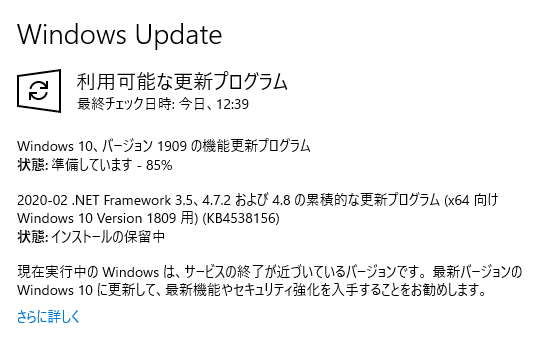 Windows Update
利用可能な更新プログラム
最終チェック日時: 今日、12:39
Windows 10、バージョン 1909 の機能更新プログラム
状態: 準備しています - 85%
2020-02 .NET Framework 3.5、4.7.2 および 4.8 の累積的な更新プログラム (x64 向け
Windows 10 Version 1809 用) (KB4538156)
状態: インストールの保留中
現在実行中の Windows は、サービスの終了が近づいているバージョンです。 最新バージョンの
Windows 10 に更新して、最新機能やセキュリティ強化を入手することをお勧めします。
さらに詳しく